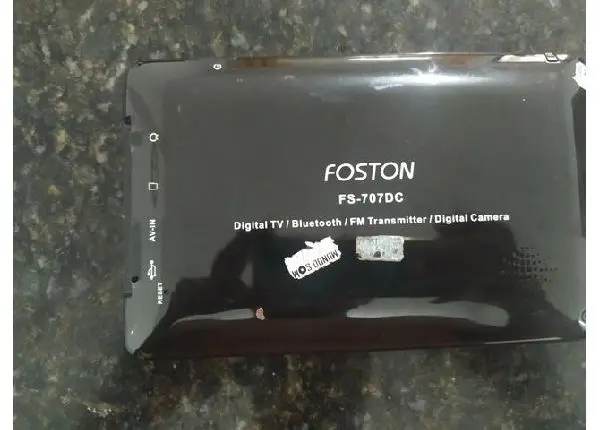 FOSTON
FS-707DC
Digital TV / Bluetooth / FM Transmitter / Digital Camera
AV-IN
RESET